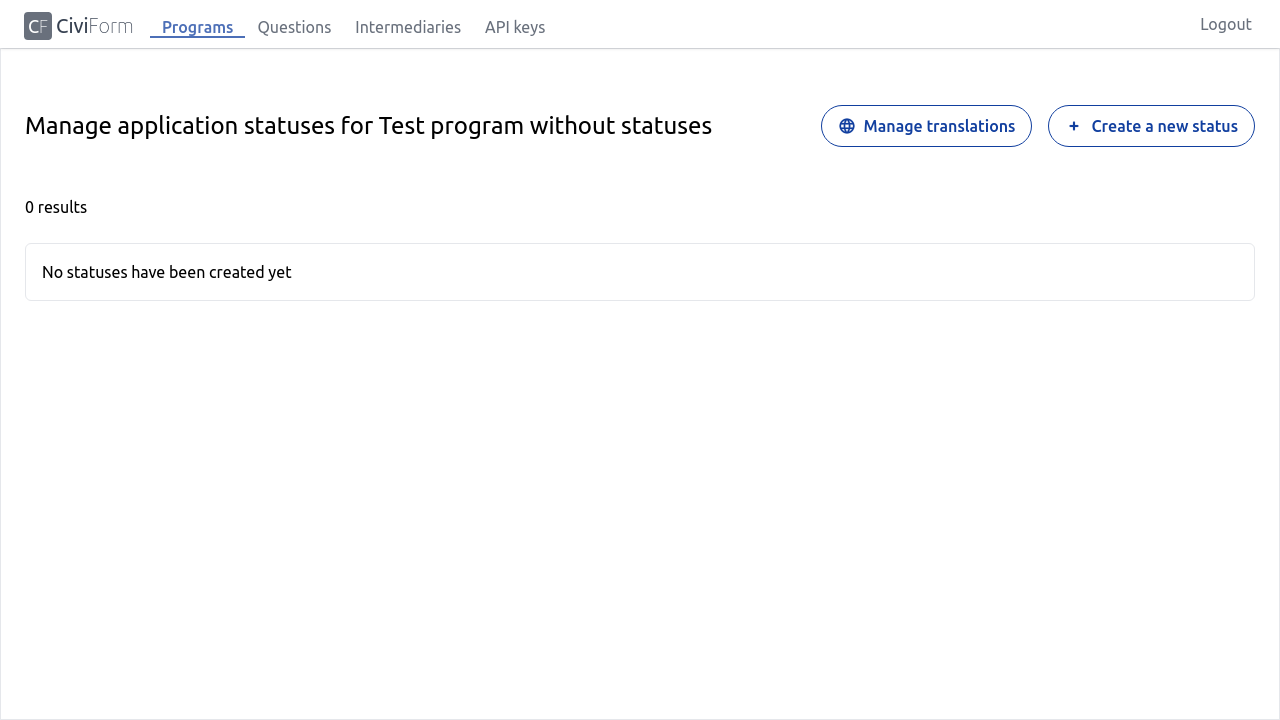 CF CiviForm Programs Questions Intermediaries API keys Logout
Manage application statuses for Test program without statuses Manage translations + Create a new status
0 results
No statuses have been created yet